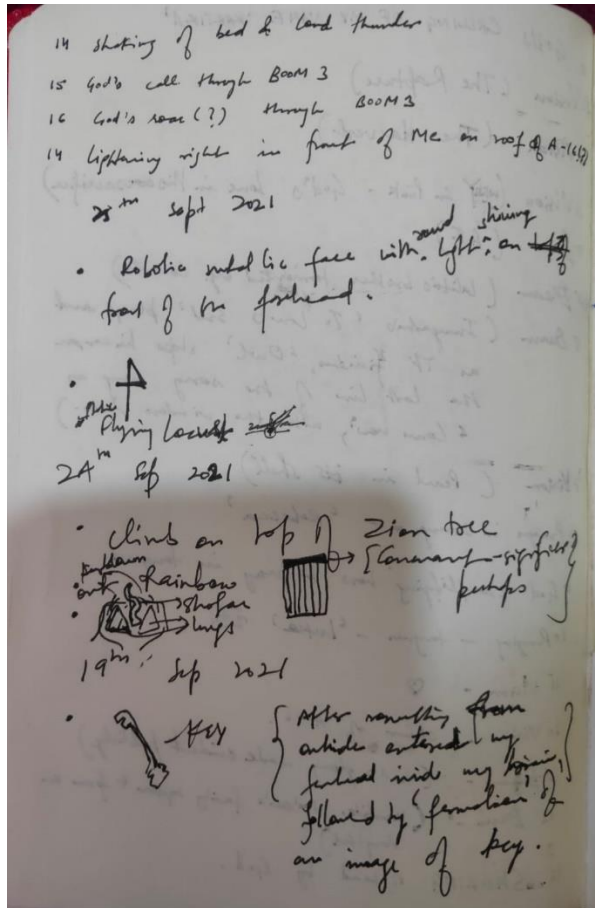 14 shaking of bed & loud thunder
15 God's call through BOOM 3
16 God's roar (?) through BOOM 3
14 Lightening right in front of Me on roof of A-16
25th Sept 2021
• Robotic metallic face with round shining light on
front of the forehead.
•
Flying Locust
24th Sep 2021
• Climb on top of Zion tree
{Covenant - signifies
perhaps}
Rainbow
• Shofar
lungs
19th Sep 2021
• Key
{After something from
outside entered my
inid my brain,
followed by 'formation' of
an image of key.}